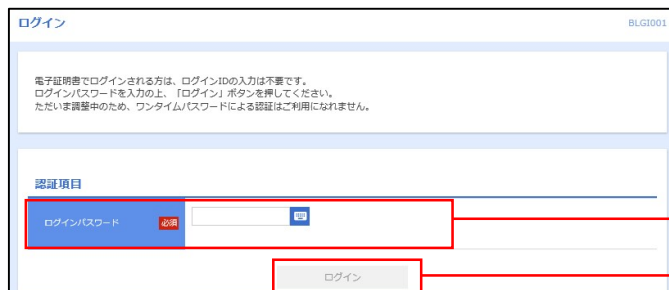 ログイン
BLGI001
電子証明書でログインされる方は、ログインIDの入力は不要です。
ログインパスワードを入力の上、「ログイン」ボタンを押してください。
ただいま調整中のため、ワンタイムパスワードによる認証はご利用になれません。
認証項目
ログインパスワード 必須
ログイン